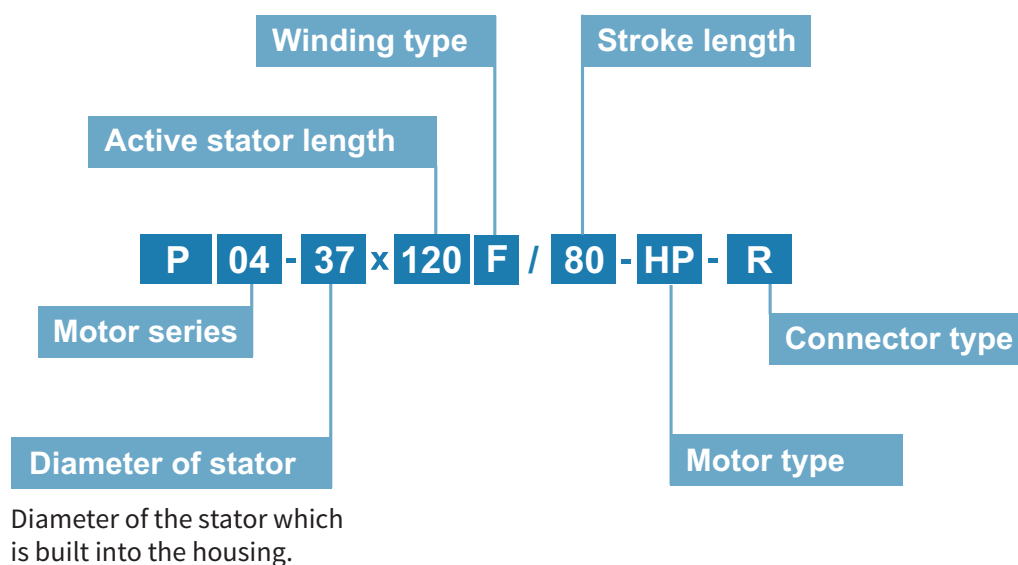 Winding type
Stroke length
Active stator length
P 04 - 37 x 120 F / 80 - HP - R
Motor series
Connector type
Diameter of stator
Motor type
Diameter of the stator which
is built into the housing.